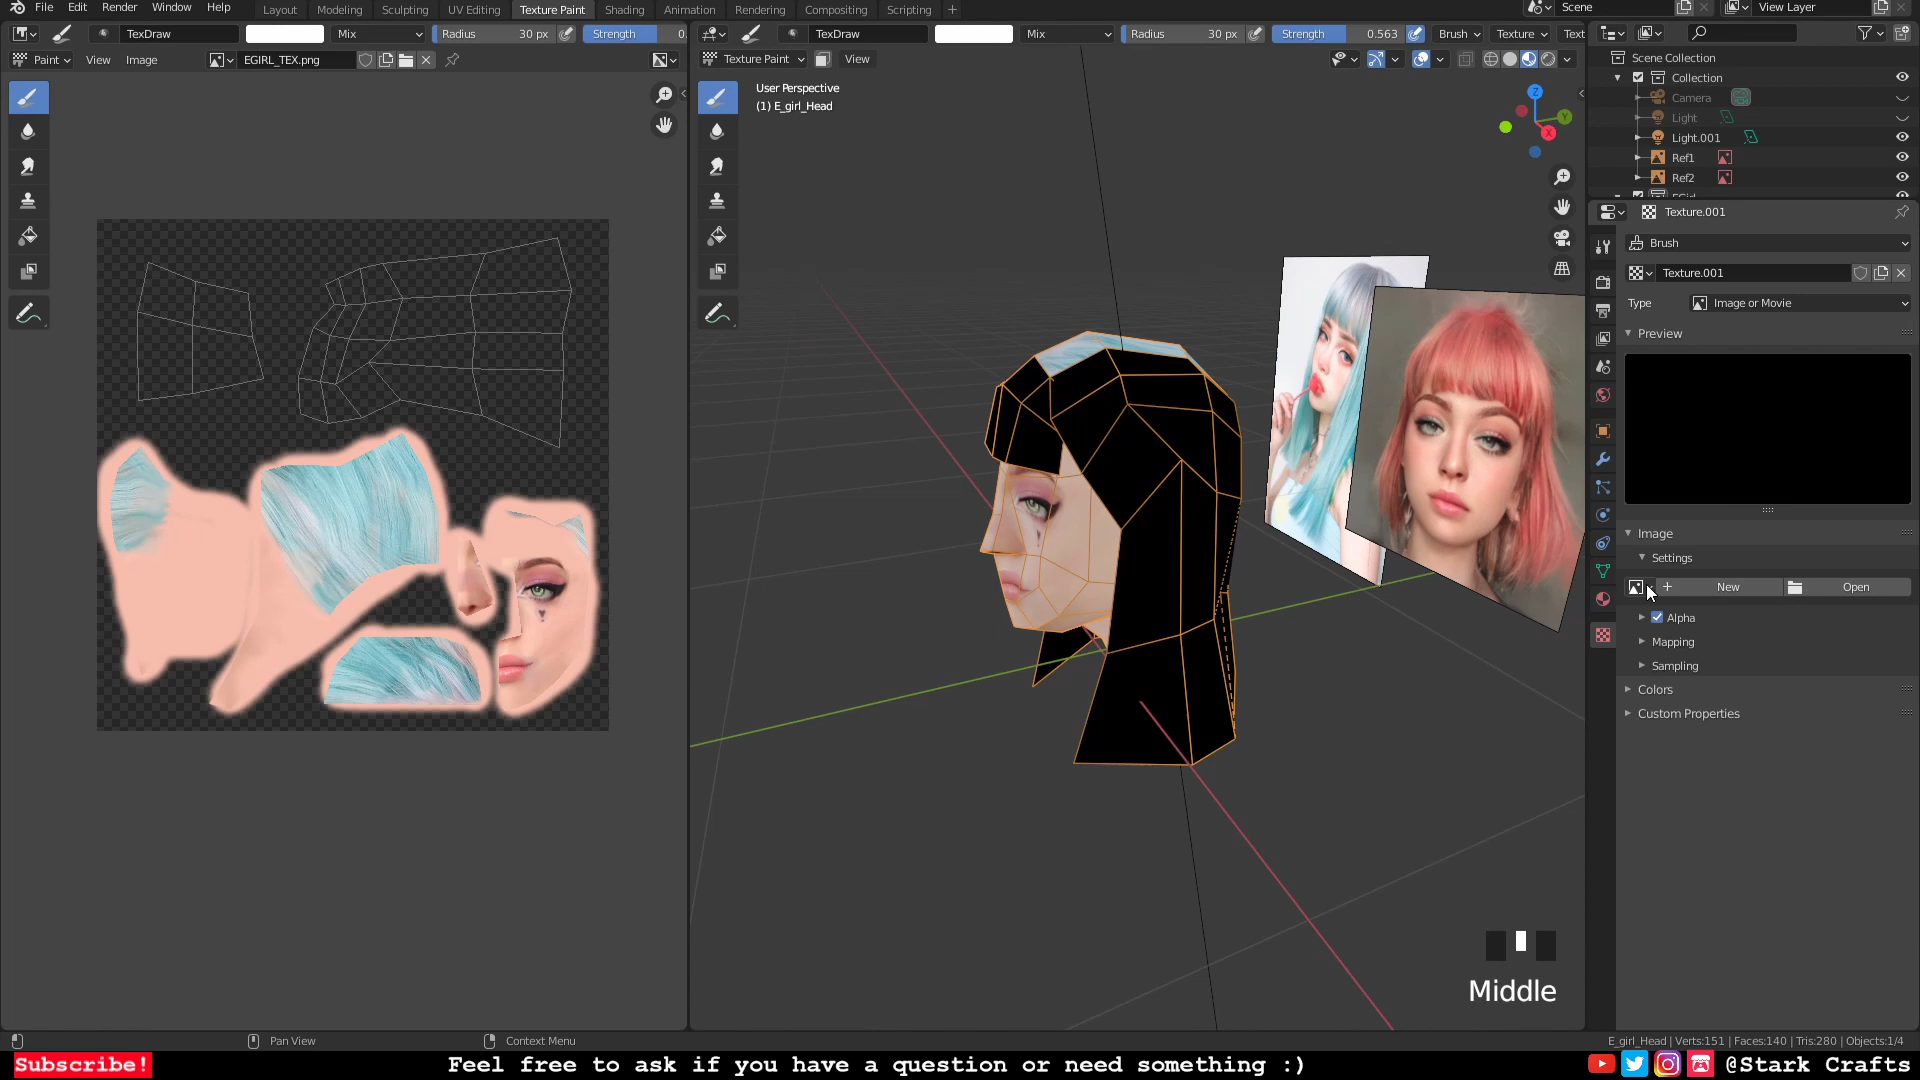 File Edit Render Window Help Layout Modeling Sculpting UV Editing Texture Paint Shading Animation Rendering Compositing Scripting + Scene View Layer
TexDraw Mix Radius 30 px Strength 0.
TexDraw Mix Radius 30 px Strength 0.563 Brush Texture Text
Paint View Image EGIRL_TEX.png
Texture Paint View
User Perspective
(1) E_girl_Head
Z
Y
X
Scene Collection
Collection
Camera
Light
Light.001
Ref1
Ref2
Texture.001
Brush
Texture.001
Type Image or Movie
Preview
Image
Settings
New Open
Alpha
Mapping
Sampling
Colors
Custom Properties
Middle
Pan View Context Menu
E_girl_Head | Verts:151 | Faces:140 | Tris:280 | Objects:1/4
Subscribe! Feel free to ask if you have a question or need something :) @Stark Crafts